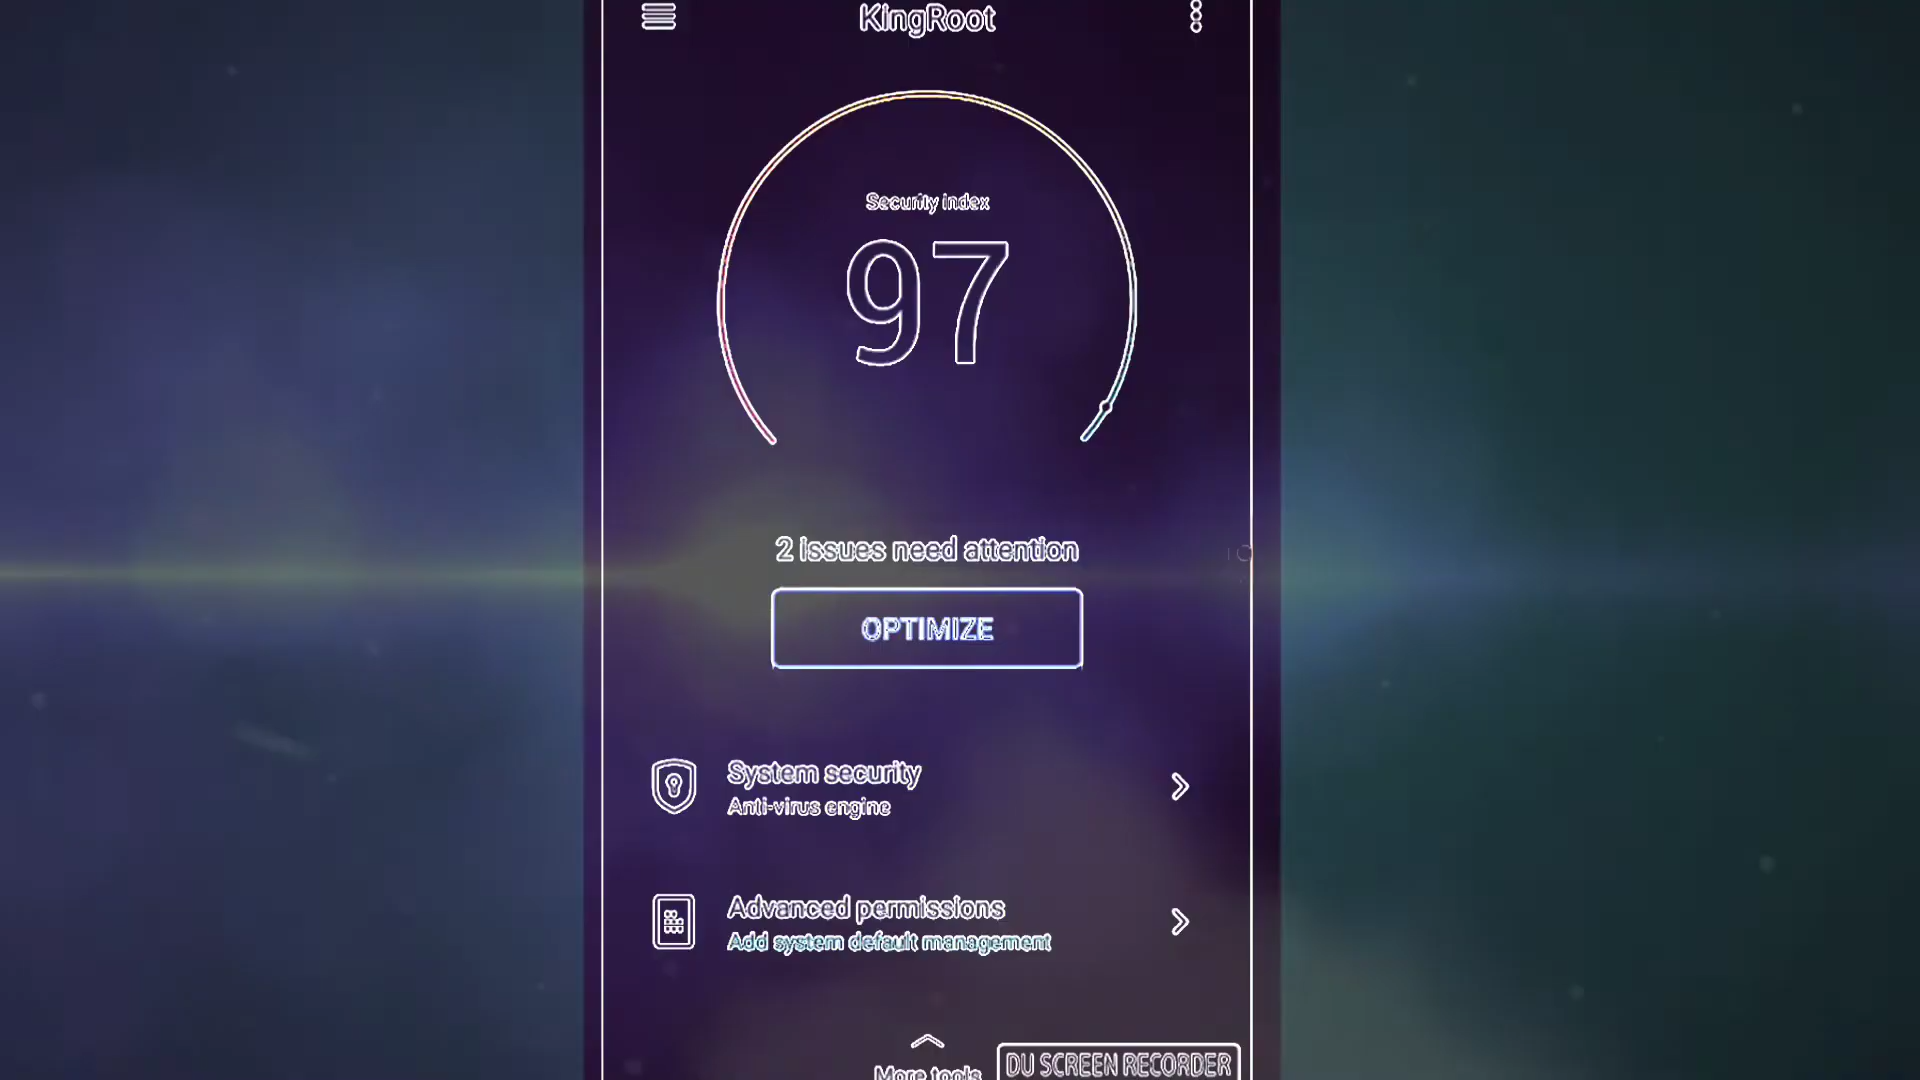 KingRoot
Security index
97
2 issues need attention
OPTIMIZE
System security
Anti-virus engine
Advanced permissions
Add system default management
More tools
DU SCREEN RECORDER